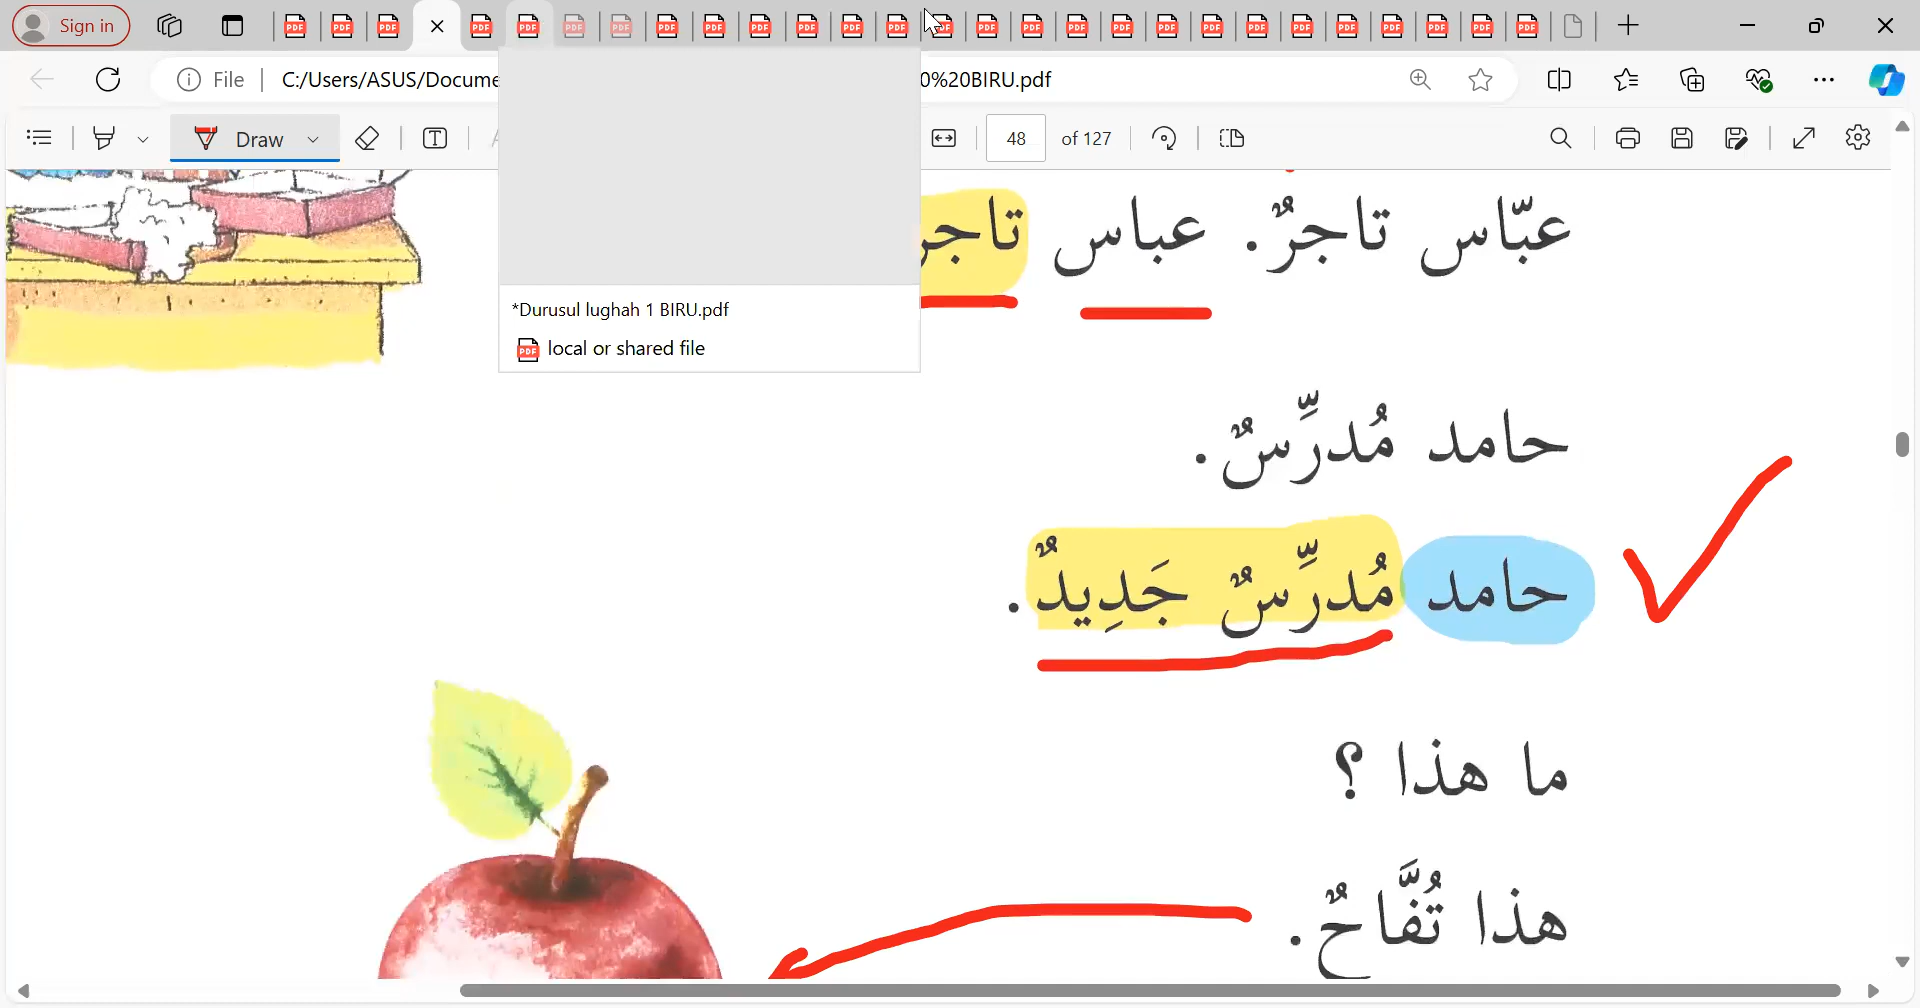 Sign in
File
C:/Users/ASUS/Docume
0%20BIRU.pdf
Draw
48 of 127
*Durusul lughah 1 BIRU.pdf
local or shared file
عبّاس تاجرٌ. عباس تاجر
حامد مُدرِّسٌ.
حامد مُدرِّسٌ جَدِيدٌ.
ما هذا ؟
هذا تُفَّاحٌ.